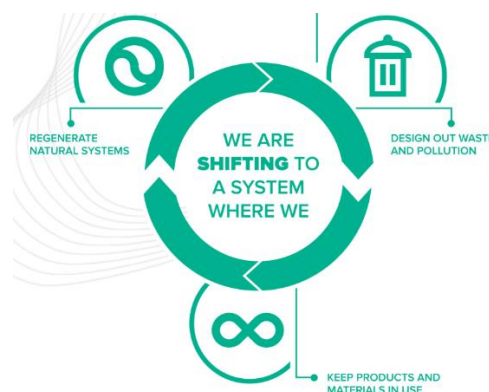 REGENERATE
NATURAL SYSTEMS
WE ARE
SHIFTING TO
A SYSTEM
WHERE WE
DESIGN OUT WAST
AND POLLUTION
KEEP PRODUCTS AND
MATERIALS IN USE